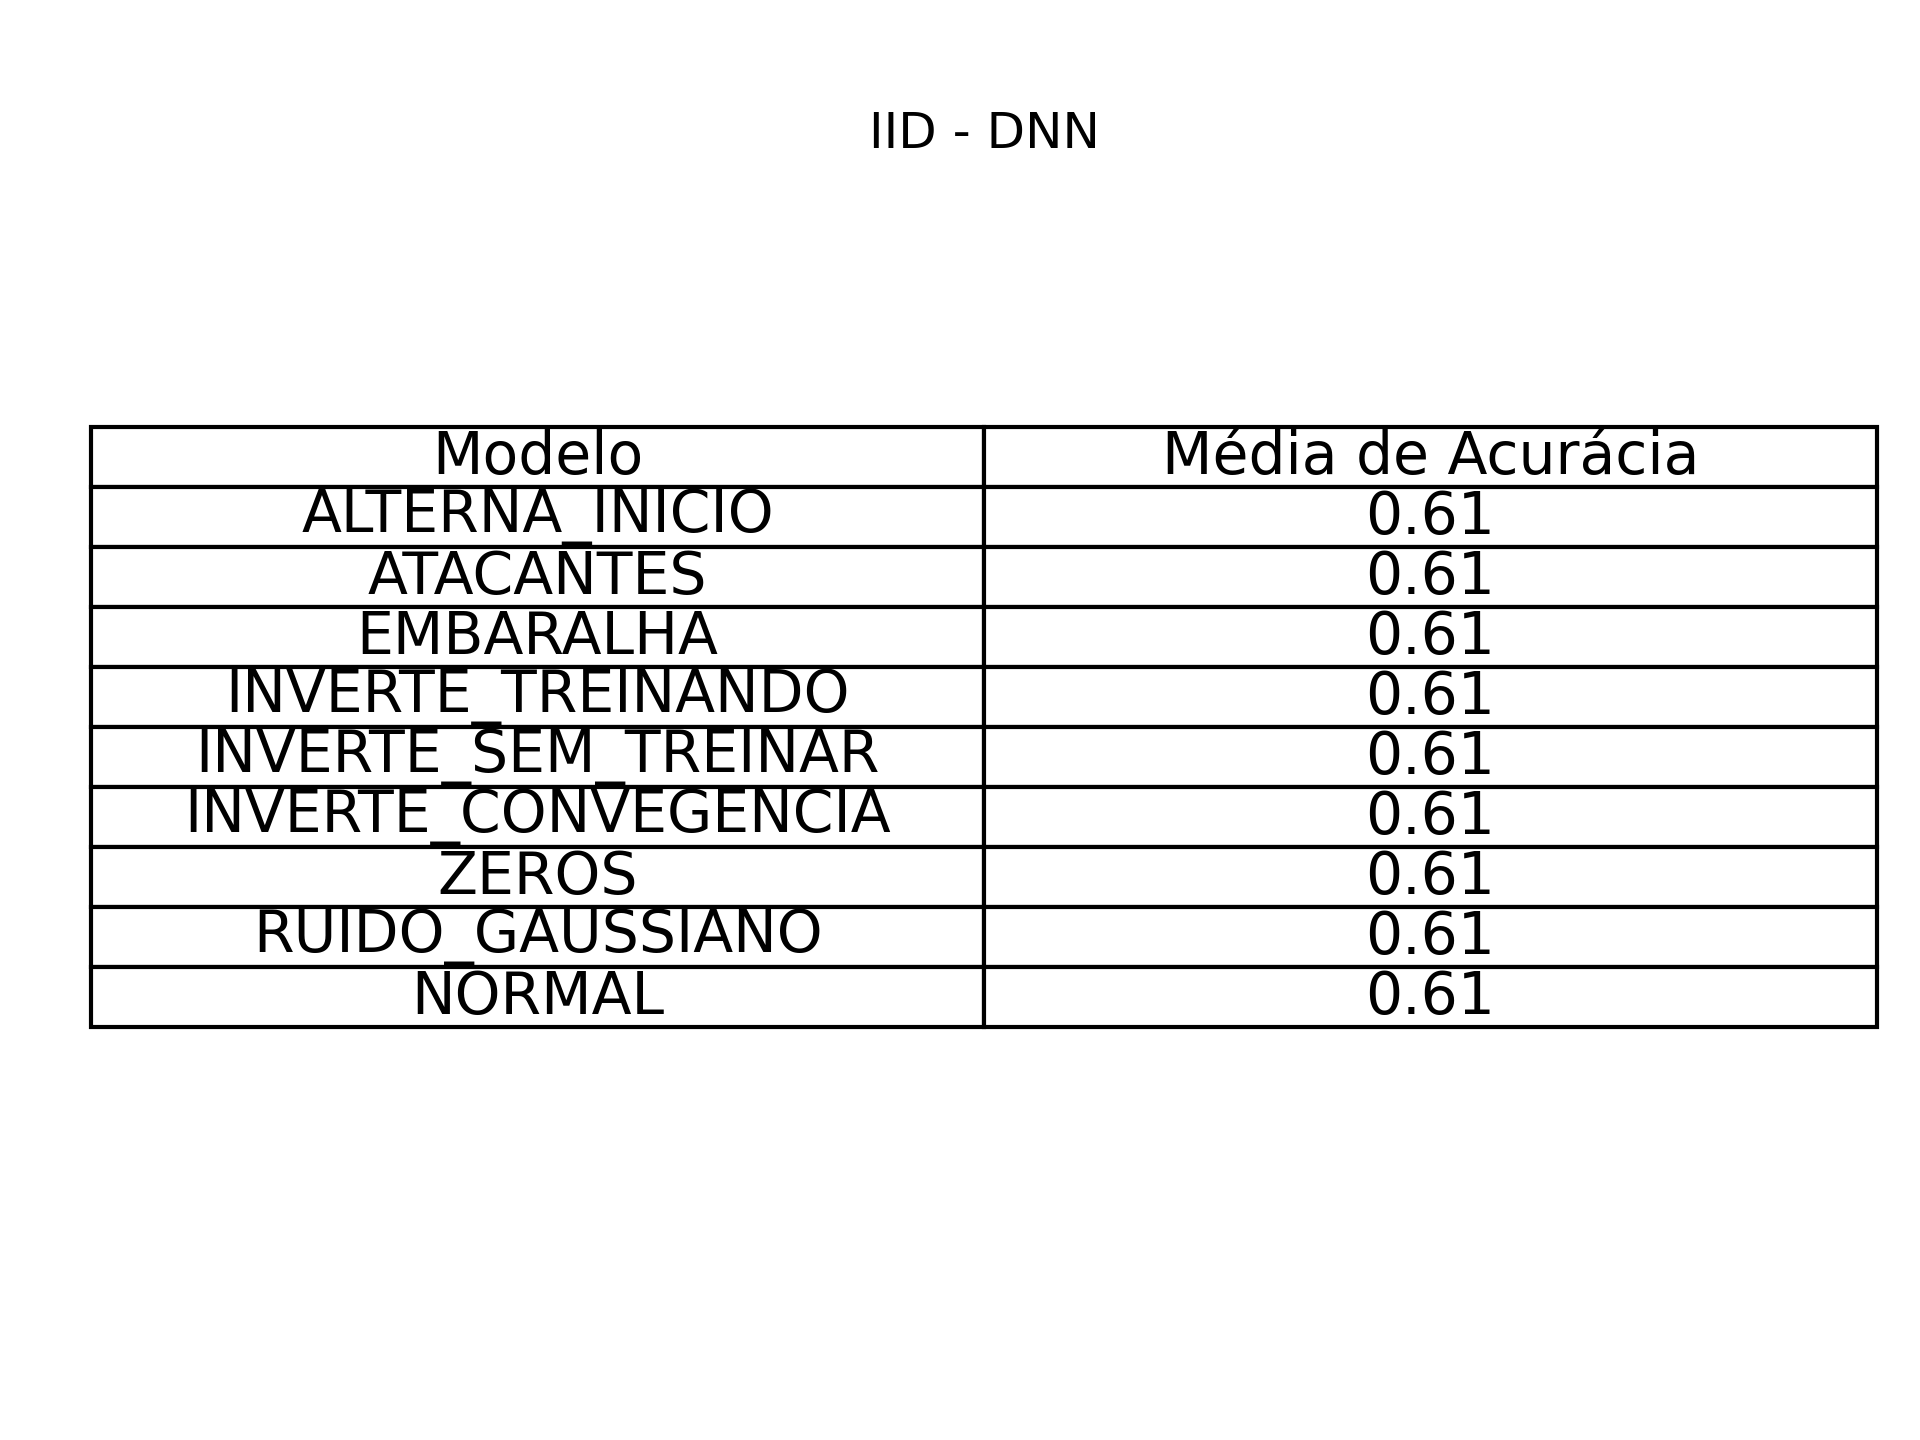 IID - DNN
Modelo Média de Acurácia
ALTERNA_INICIO 0.61
ATACANTES 0.61
EMBARALHA 0.61
INVERTE_TREINANDO 0.61
INVERTE_SEM_TREINAR 0.61
INVERTE_CONVEGENCIA 0.61
ZEROS 0.61
RUIDO_GAUSSIANO 0.61
NORMAL 0.61